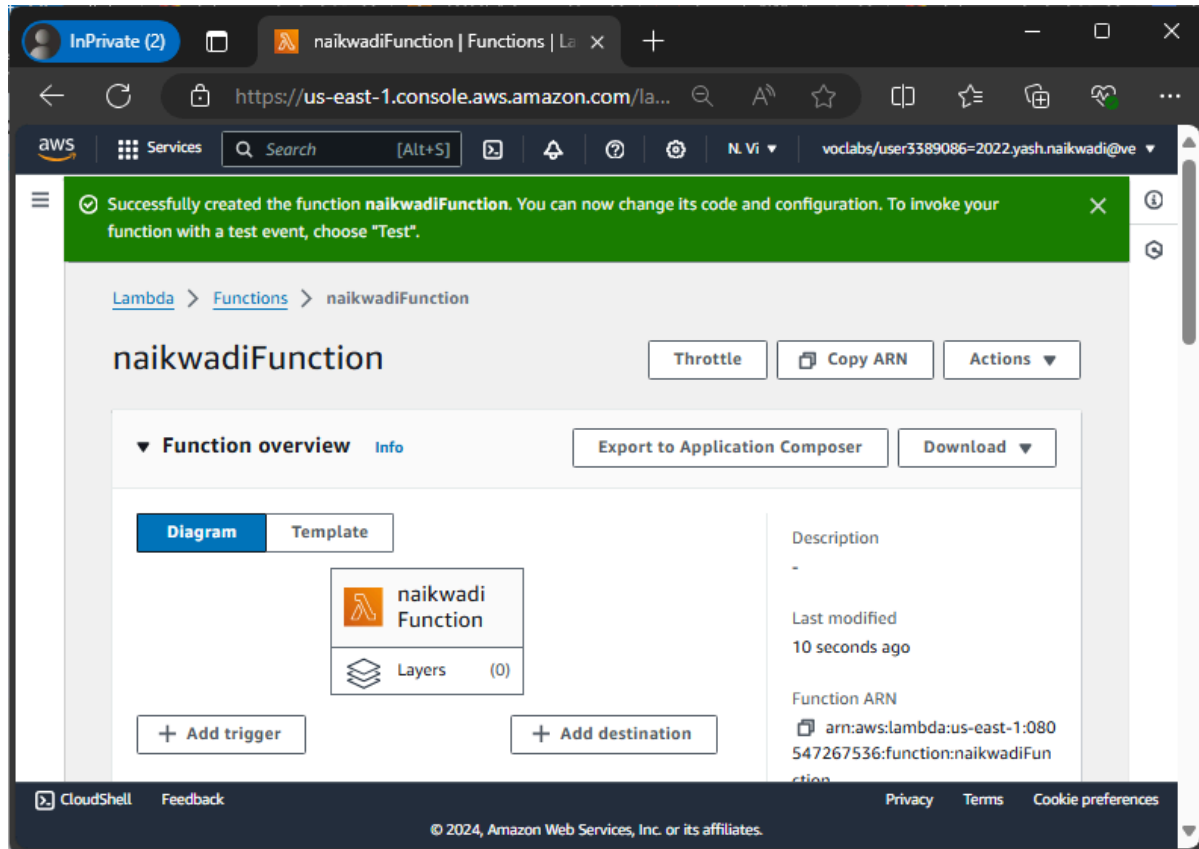 InPrivate (2)
naikwadiFunction | Functions | La
https://us-east-1.console.aws.amazon.com/la...
aws
Services
Search
[Alt+S]
N. Vi
voclabs/user3389086=2022.yash.naikwadi@ve
Successfully created the function naikwadiFunction. You can now change its code and configuration. To invoke your
function with a test event, choose "Test".
Lambda > Functions > naikwadiFunction
naikwadiFunction
Throttle
Copy ARN
Actions
Function overview
Info
Export to Application Composer
Download
Diagram
Template
naikwadi
Function
Layers
(0)
+ Add trigger
+ Add destination
Description
-
Last modified
10 seconds ago
Function ARN
arn:aws:lambda:us-east-1:080
547267536:function:naikwadiFun
ction
CloudShell
Feedback
Privacy
Terms
Cookie preferences
© 2024, Amazon Web Services, Inc. or its affiliates.